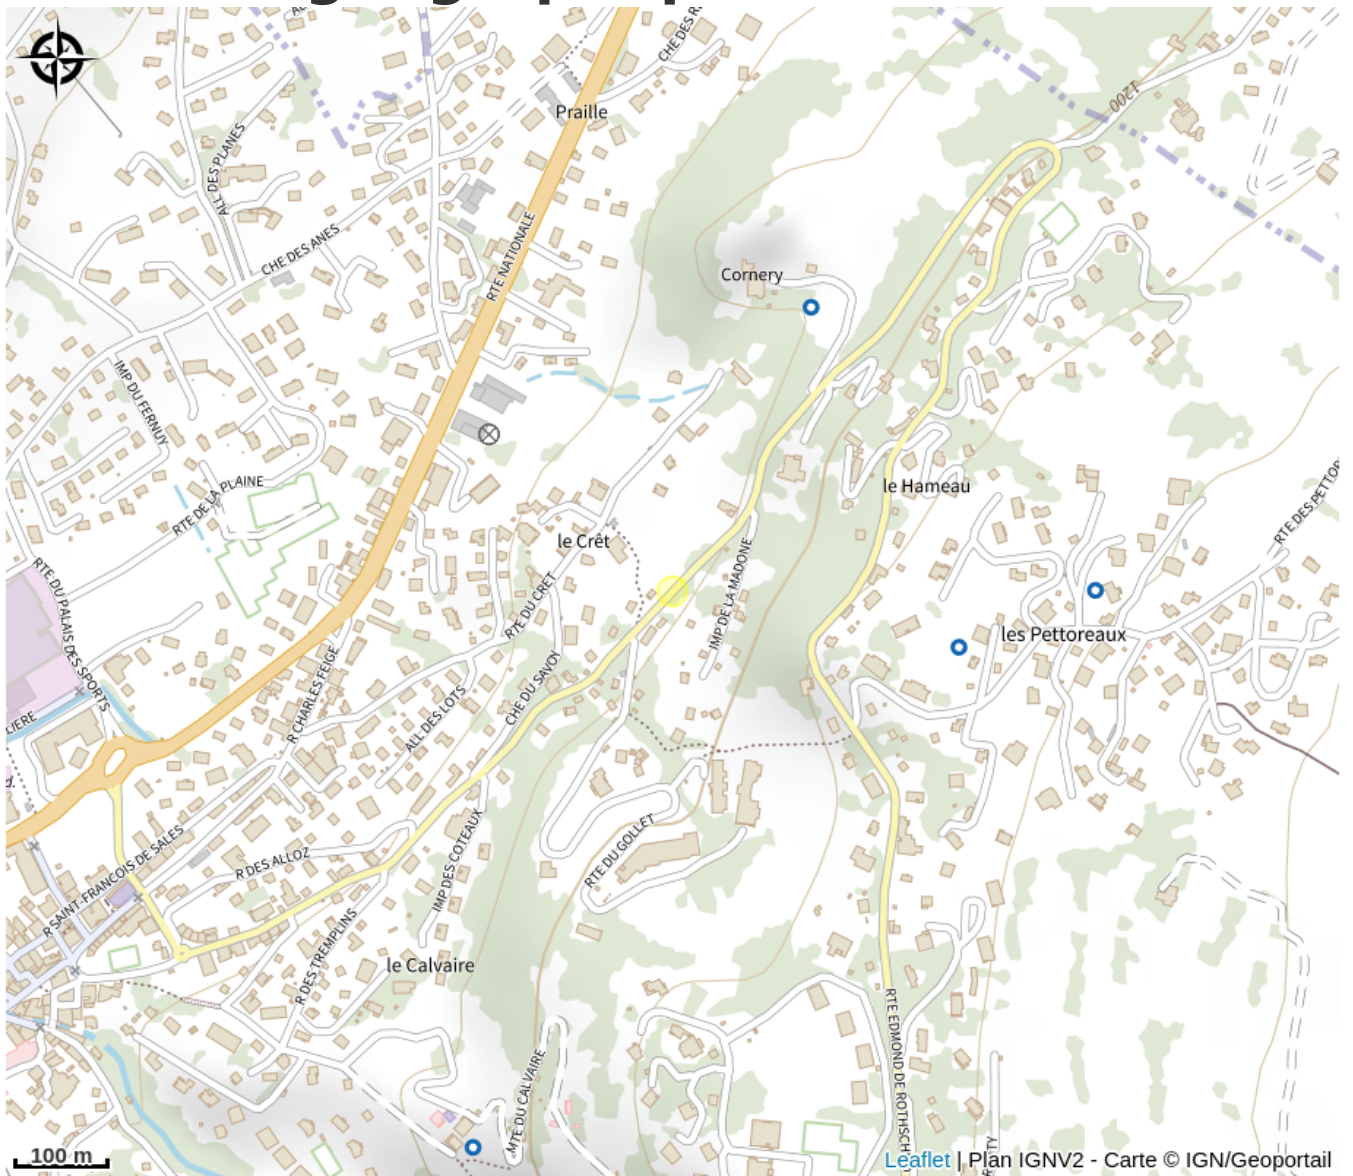 CHE DES R
Praille
ALL DES PLANES
CHE DES ANES
RTE NATIONALE
1200
Cornery
IMP DU FERNUY
RTE DE LA PLAINE
le Hameau
RTE DES PETTOR
le Crêt
RTE DU PALAIS DES SPORTS
RTE DU CRET
IMP DE LA MADONE
les Pettoreaux
R CHARLES FEIGE
ALL DES LOTS
CHE DU SAVOY
LIERE
d.
R SAINT-FRANCOIS DE SALES
R DES ALLOZ
IMP DES COTEAUX
RTE DU GOLLET
R DES TREMPLINS
le Calvaire
RTE EDMOND DE ROTHSCH
MTE DU CALVAIRE
100 m
Leaflet | Plan IGNV2 - Carte © IGN/Geoportail